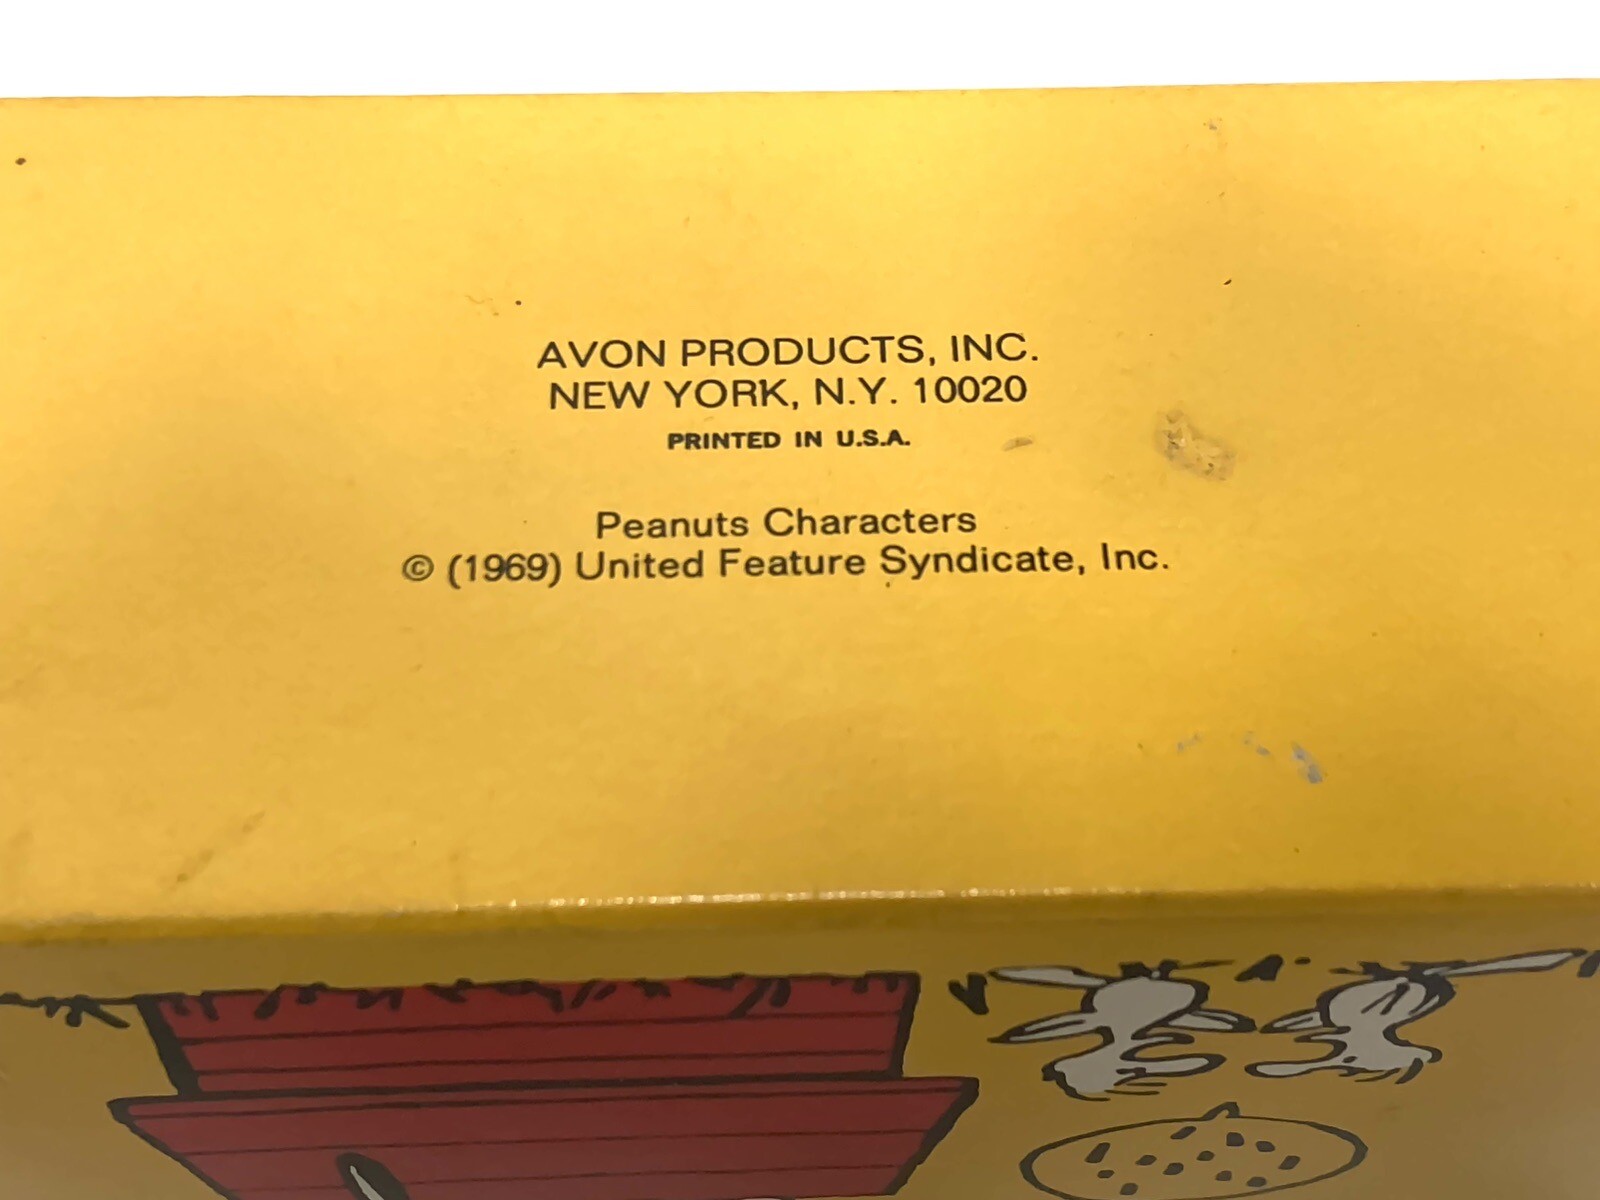 AVON PRODUCTS, INC.
NEW YORK, N.Y. 10020
PRINTED IN U.S.A.
Peanuts Characters
© (1969) United Feature Syndicate, Inc.